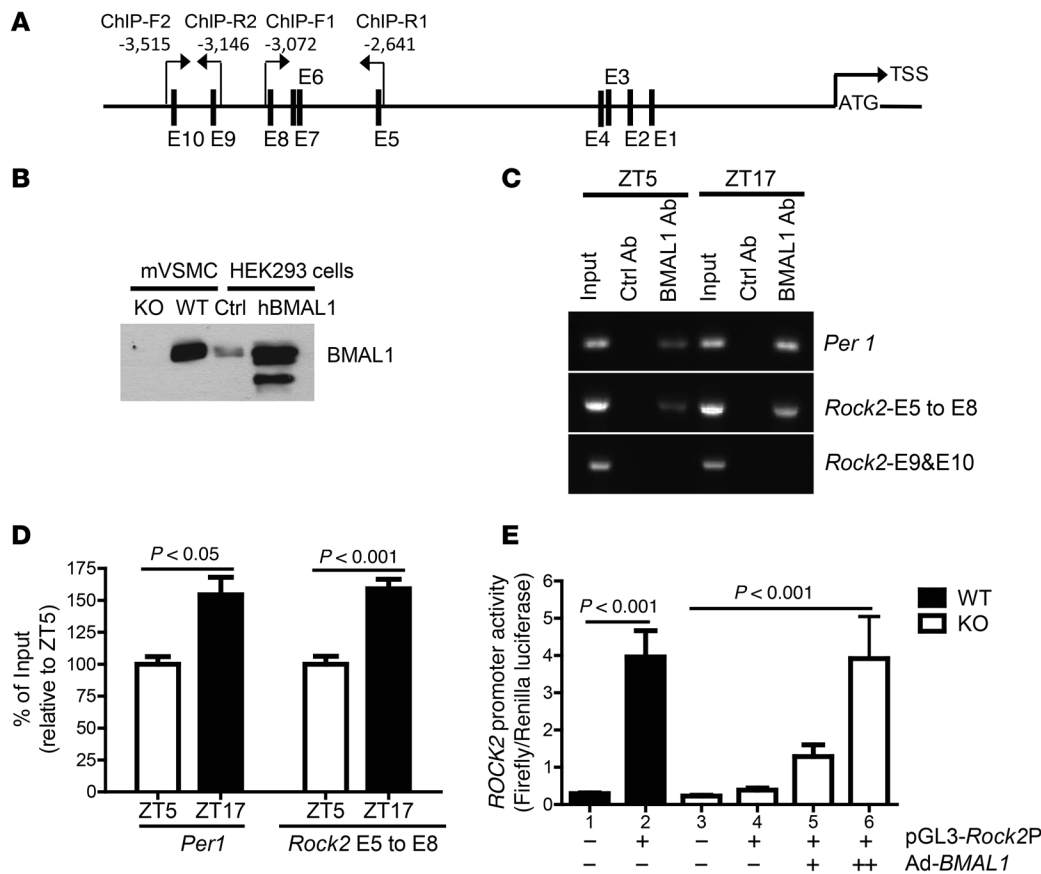 A
ChIP-F2 ChIP-R2 ChIP-F1 ChIP-R1
-3,515 -3,146 -3,072 -2,641
E6 E3 TSS
ATG
E10 E9 E8 E7 E5 E4 E2 E1
B
mVSMC HEK293 cells
KO WT Ctrl hBMAL1
BMAL1
C
ZT5 ZT17
Input Ctrl Ab BMAL1 Ab Input Ctrl Ab BMAL1 Ab
Per 1
Rock2-E5 to E8
Rock2-E9&E10
D
% of Input
(relative to ZT5)
175
150
125
100
75
50
25
0
P < 0.05 P < 0.001
ZT5 ZT17 ZT5 ZT17
Per1 Rock2 E5 to E8
E
ROCK2 promoter activity
(Firefly/Renilla luciferase)
6
5
4
3
2
1
0
P < 0.001 P < 0.001
WT
KO
1 2 3 4 5 6
– + – + + + pGL3-Rock2P
– – – – + ++ Ad-BMAL1